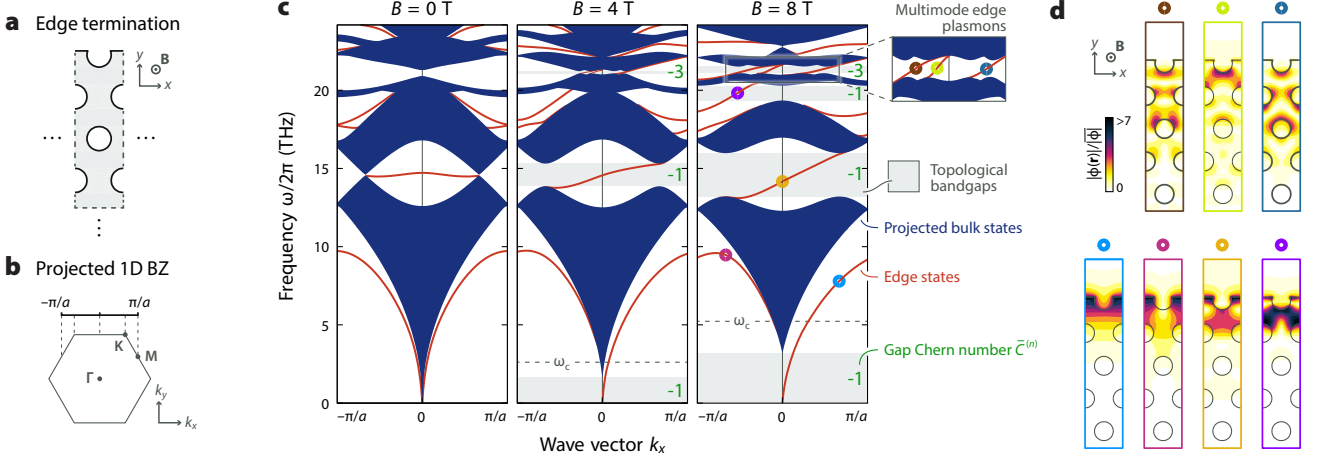 a Edge termination
y
B
x
...
...
...
b Projected 1D BZ
−π/a
π/a
K
M
Γ
k_y
k_x
c
B = 0 T
B = 4 T
B = 8 T
Frequency ω/2π (THz)
20
15
10
5
0
-3
-1
ω_c
-1
-3
-1
-1
ω_c
-1
−π/a
0
π/a
−π/a
0
π/a
−π/a
0
π/a
Wave vector k_x
Multimode edge
plasmons
Topological
bandgaps
Projected bulk states
Edge states
Gap Chern number C̄⁽ⁿ⁾
d
y
B
x
>7
0
|ϕ(r)|/|ϕ̅|